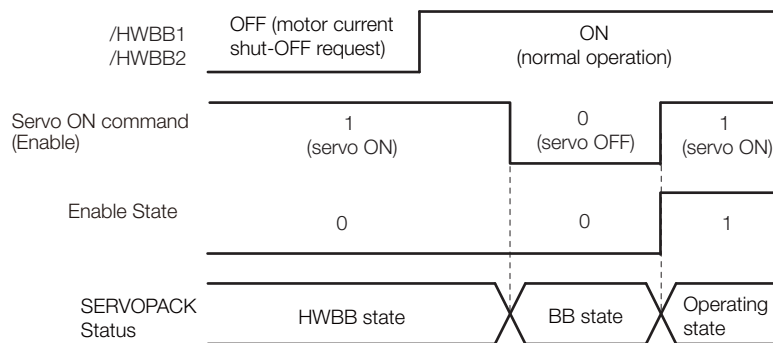 /HWBB1
/HWBB2
OFF (motor current
shut-OFF request)
ON
(normal operation)
Servo ON command
(Enable)
1
(servo ON)
0
(servo OFF)
1
(servo ON)
Enable State
0
0
1
SERVOPACK
Status
HWBB state
BB state
Operating
state